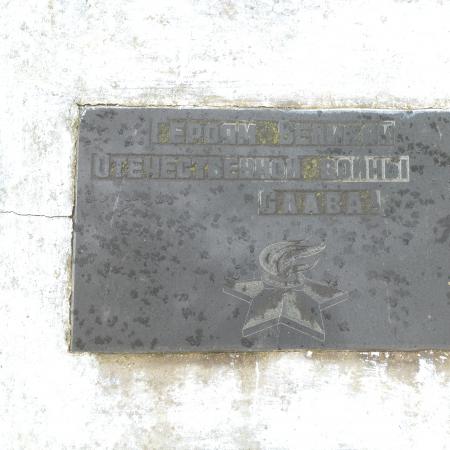 ГЕРОЯМ ВЕЛИКОЙ
ОТЕЧЕСТВЕННОЙ ВОЙНЫ
СЛАВА!